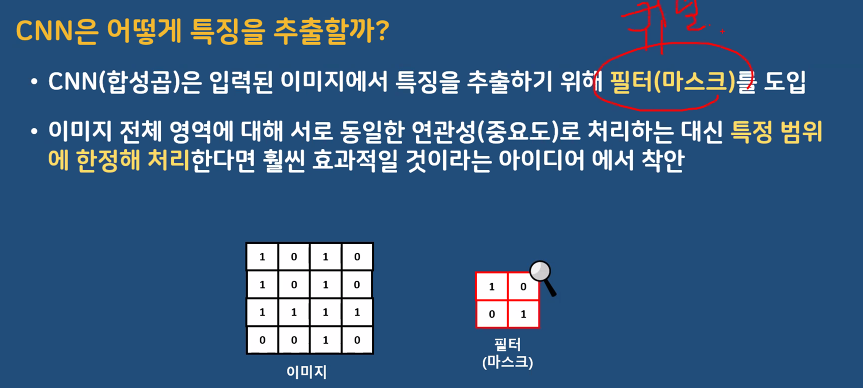 CNN은 어떻게 특징을 추출할까?
커널.
• CNN(합성곱)은 입력된 이미지에서 특징을 추출하기 위해 필터(마스크)를 도입
• 이미지 전체 영역에 대해 서로 동일한 연관성(중요도)로 처리하는 대신 특정 범위
에 한정해 처리한다면 훨씬 효과적일 것이라는 아이디어 에서 착안
1 0 1 0
1 0 1 0
1 1 1 1
0 0 1 0
이미지
1 0
0 1
필터
(마스크)